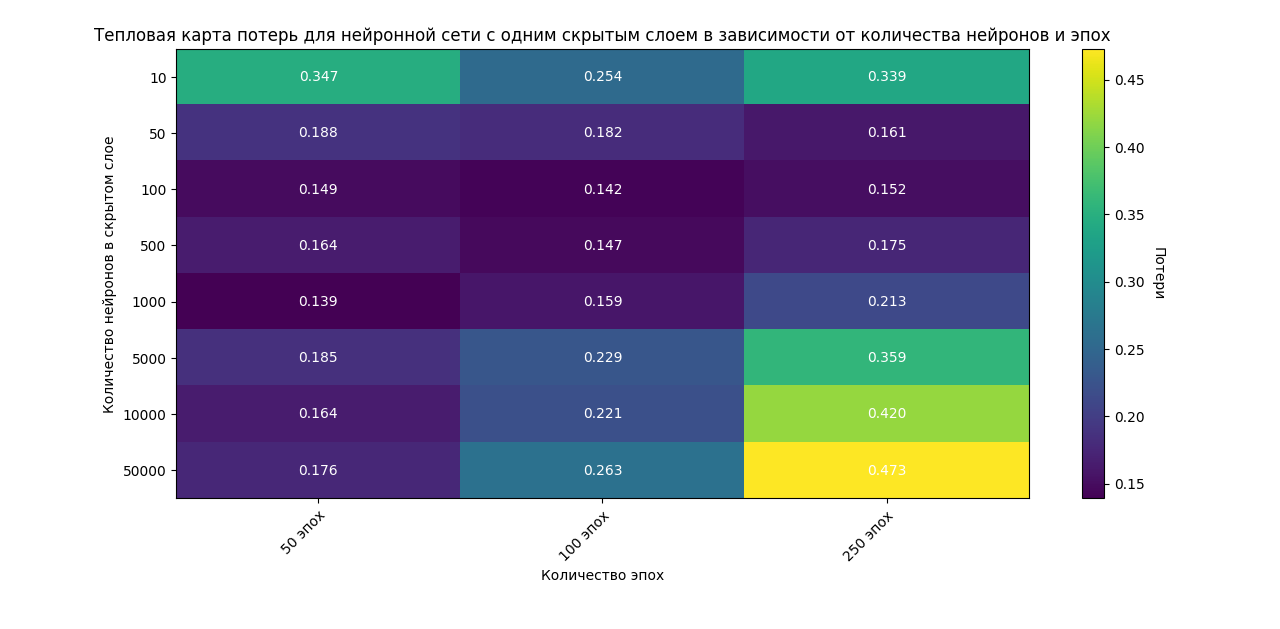 Тепловая карта потерь для нейронной сети с одним скрытым слоем в зависимости от количества нейронов и эпох
Количество нейронов в скрытом слое
10 0.347 0.254 0.339
50 0.188 0.182 0.161
100 0.149 0.142 0.152
500 0.164 0.147 0.175
1000 0.139 0.159 0.213
5000 0.185 0.229 0.359
10000 0.164 0.221 0.420
50000 0.176 0.263 0.473
50 эпох 100 эпох 250 эпох
Количество эпох
0.45
0.40
0.35
0.30
0.25
0.20
0.15
Потери